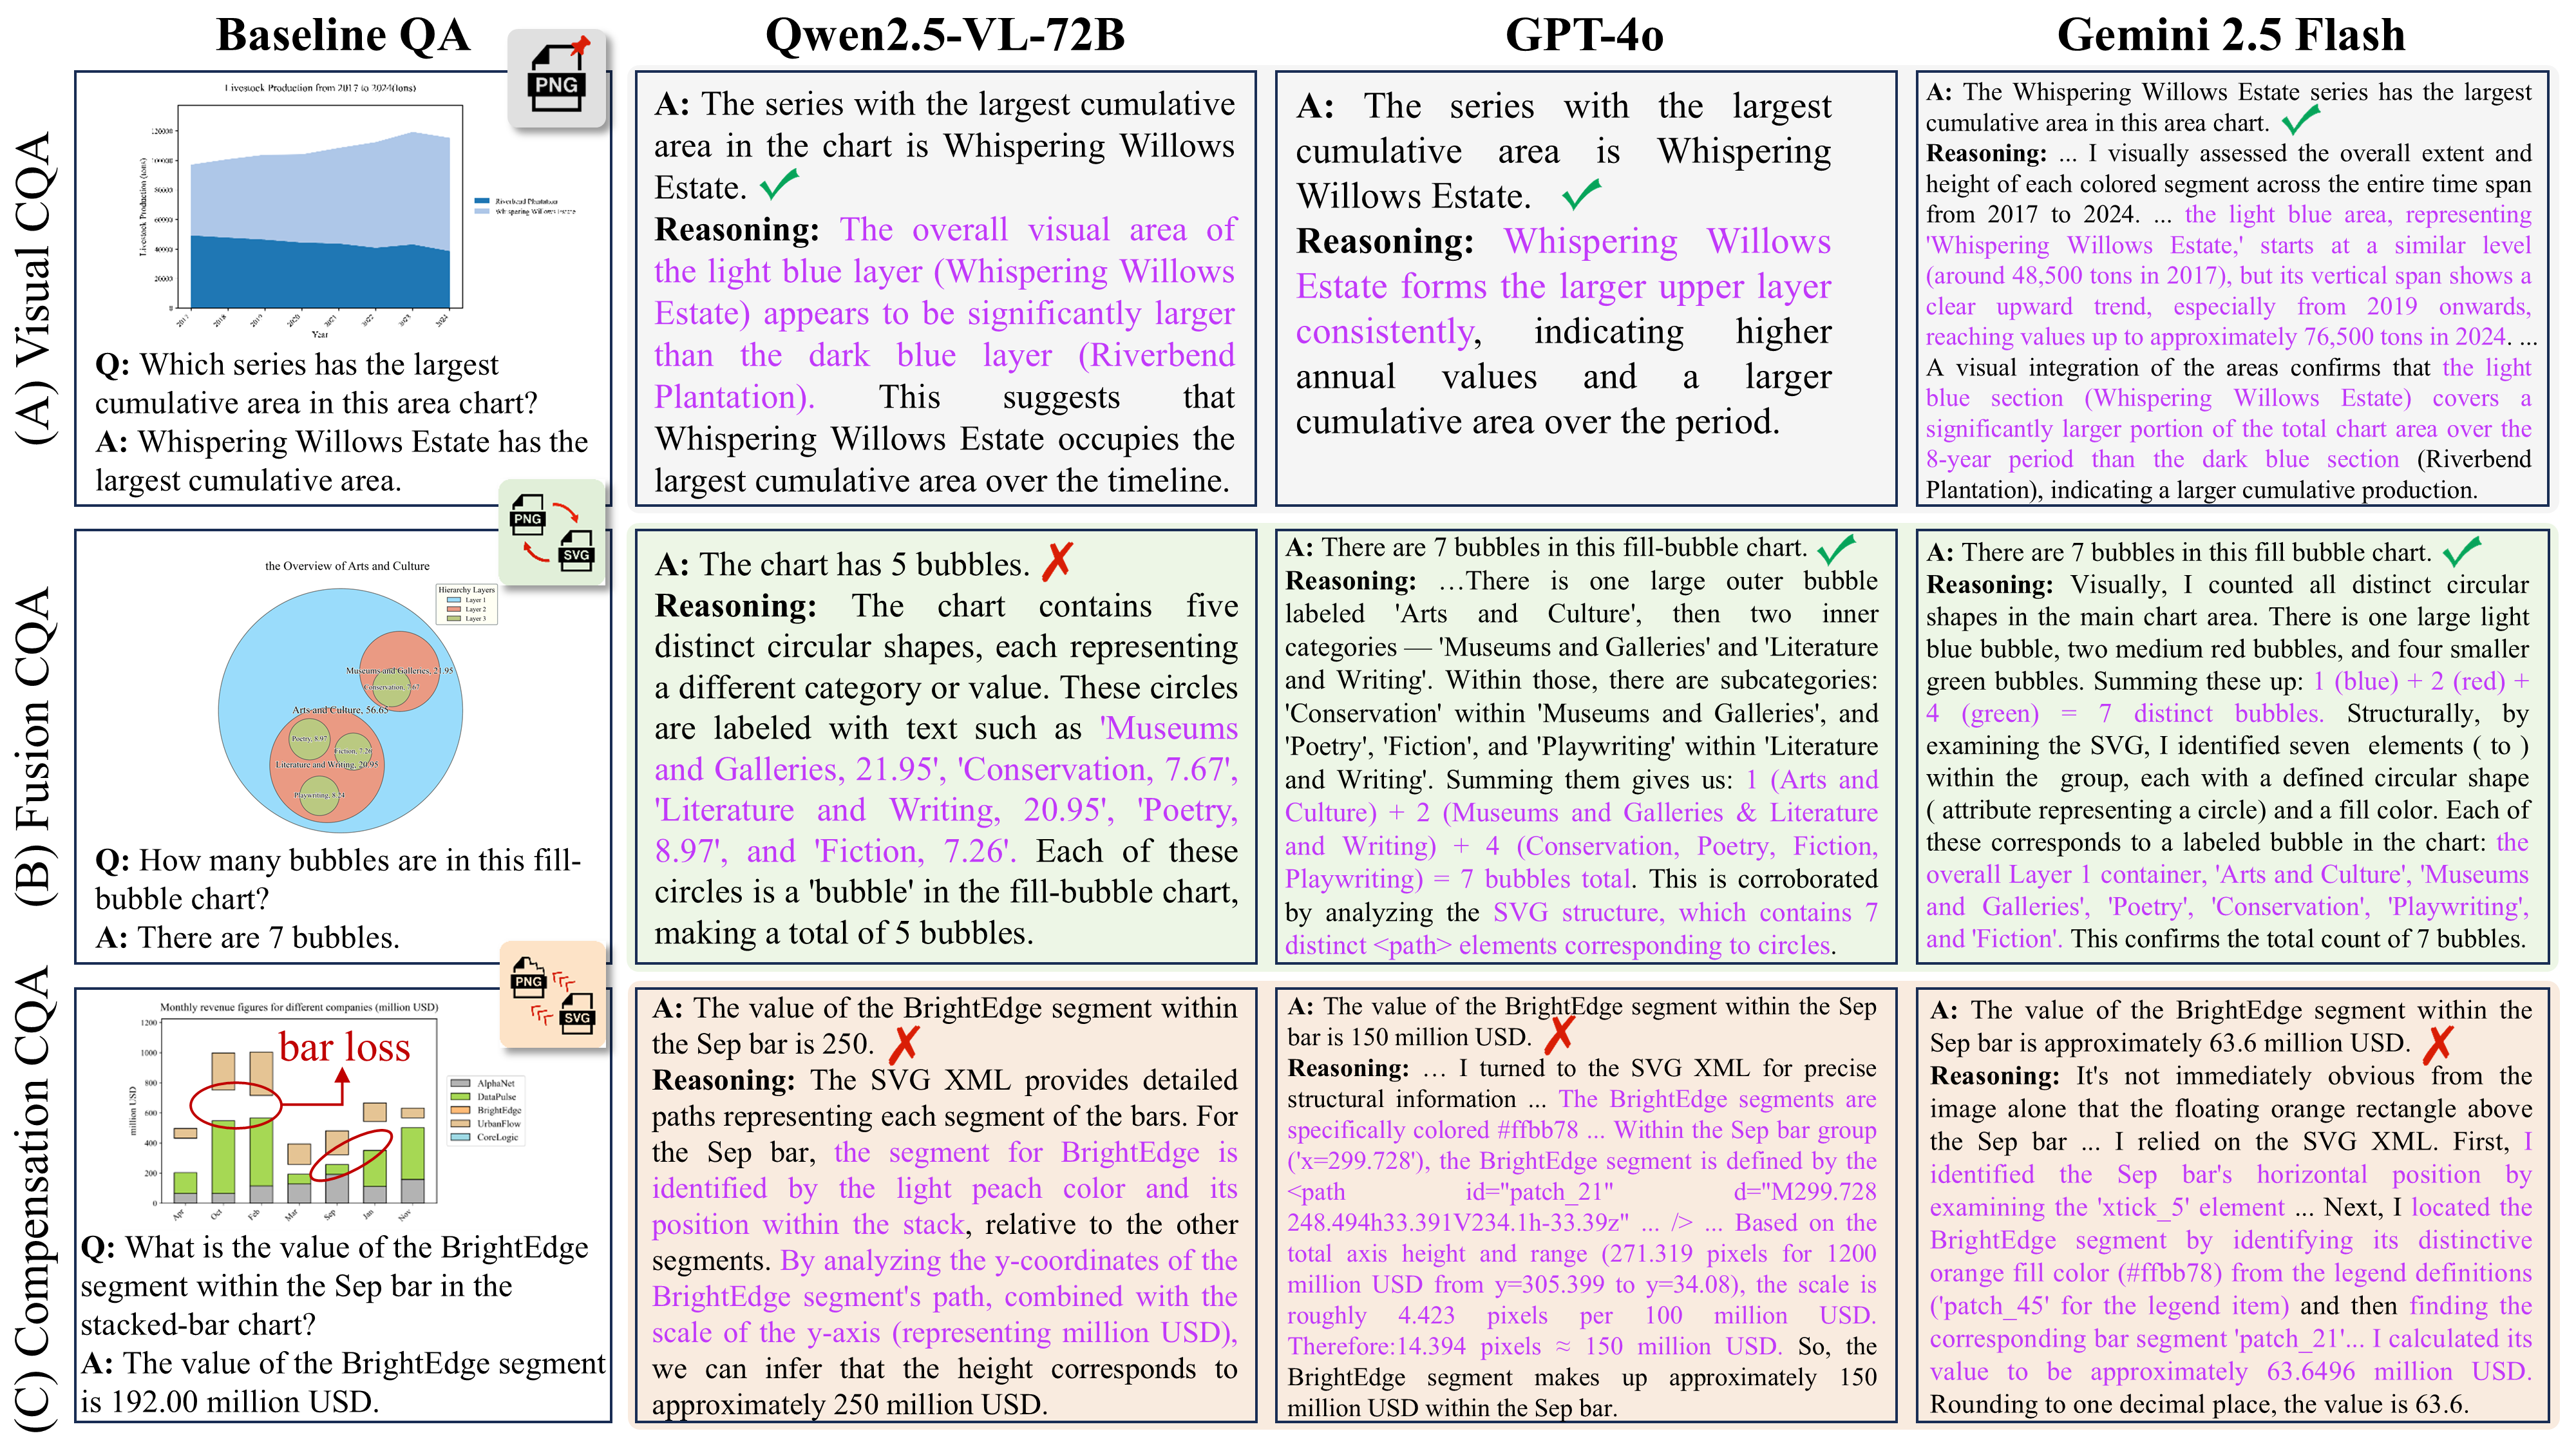 Baseline QA
Qwen2.5-VL-72B
GPT-4o
Gemini 2.5 Flash
(A) Visual CQA
PNG
Livestock Production from 2017 to 2024(tons)
Livestock Production (tons)
120000
100000
80000
60000
40000
20000
0
2017
2018
2019
2020
2021
2022
2023
2024
Year
Riverbend Plantation
Whispering Willows Estate
Q: Which series has the largest
cumulative area in this area chart?
A: Whispering Willows Estate has the
largest cumulative area.
A: The series with the largest cumulative
area in the chart is Whispering Willows
Estate.
Reasoning: The overall visual area of
the light blue layer (Whispering Willows
Estate) appears to be significantly larger
than the dark blue layer (Riverbend
Plantation). This suggests that
Whispering Willows Estate occupies the
largest cumulative area over the timeline.
A: The series with the largest
cumulative area is Whispering
Willows Estate.
Reasoning: Whispering Willows
Estate forms the larger upper layer
consistently, indicating higher
annual values and a larger
cumulative area over the period.
A: The Whispering Willows Estate series has the largest
cumulative area in this area chart.
Reasoning: ... I visually assessed the overall extent and
height of each colored segment across the entire time span
from 2017 to 2024. ... the light blue area, representing
'Whispering Willows Estate,' starts at a similar level
(around 48,500 tons in 2017), but its vertical span shows a
clear upward trend, especially from 2019 onwards,
reaching values up to approximately 76,500 tons in 2024. ...
A visual integration of the areas confirms that the light
blue section (Whispering Willows Estate) covers a
significantly larger portion of the total chart area over the
8-year period than the dark blue section (Riverbend
Plantation), indicating a larger cumulative production.
(B) Fusion CQA
PNG
SVG
the Overview of Arts and Culture
Hierarchy Layers
Layer 1
Layer 2
Layer 3
Museums and Galleries, 21.95
Conservation, 7.67
Arts and Culture, 56.65
Poetry, 8.97
Fiction, 7.26
Literature and Writing, 20.95
Playwriting, 8.24
Q: How many bubbles are in this fill-
bubble chart?
A: There are 7 bubbles.
A: The chart has 5 bubbles.
Reasoning: The chart contains five
distinct circular shapes, each representing
a different category or value. These circles
are labeled with text such as 'Museums
and Galleries, 21.95', 'Conservation, 7.67',
'Literature and Writing, 20.95', 'Poetry,
8.97', and 'Fiction, 7.26'. Each of these
circles is a 'bubble' in the fill-bubble chart,
making a total of 5 bubbles.
A: There are 7 bubbles in this fill-bubble chart.
Reasoning: …There is one large outer bubble
labeled 'Arts and Culture', then two inner
categories — 'Museums and Galleries' and 'Literature
and Writing'. Within those, there are subcategories:
'Conservation' within 'Museums and Galleries', and
'Poetry', 'Fiction', and 'Playwriting' within 'Literature
and Writing'. Summing them gives us: 1 (Arts and
Culture) + 2 (Museums and Galleries & Literature
and Writing) + 4 (Conservation, Poetry, Fiction,
Playwriting) = 7 bubbles total. This is corroborated
by analyzing the SVG structure, which contains 7
distinct <path> elements corresponding to circles.
A: There are 7 bubbles in this fill bubble chart.
Reasoning: Visually, I counted all distinct circular
shapes in the main chart area. There is one large light
blue bubble, two medium red bubbles, and four smaller
green bubbles. Summing these up: 1 (blue) + 2 (red) +
4 (green) = 7 distinct bubbles. Structurally, by
examining the SVG, I identified seven elements ( to )
within the group, each with a defined circular shape
( attribute representing a circle) and a fill color. Each of
these corresponds to a labeled bubble in the chart: the
overall Layer 1 container, 'Arts and Culture', 'Museums
and Galleries', 'Poetry', 'Conservation', 'Playwriting',
and 'Fiction'. This confirms the total count of 7 bubbles.
(C) Compensation CQA
PNG
SVG
Monthly revenue figures for different companies (million USD)
million USD
1200
1000
800
600
400
200
0
Apr
Oct
Feb
Mar
Sep
Jan
Nov
bar loss
AlphaNet
DataPulse
BrightEdge
UrbanFlow
CoreLogic
Q: What is the value of the BrightEdge
segment within the Sep bar in the
stacked-bar chart?
A: The value of the BrightEdge segment
is 192.00 million USD.
A: The value of the BrightEdge segment within
the Sep bar is 250.
Reasoning: The SVG XML provides detailed
paths representing each segment of the bars. For
the Sep bar, the segment for BrightEdge is
identified by the light peach color and its
position within the stack, relative to the other
segments. By analyzing the y-coordinates of the
BrightEdge segment's path, combined with the
scale of the y-axis (representing million USD),
we can infer that the height corresponds to
approximately 250 million USD.
A: The value of the BrightEdge segment within the Sep
bar is 150 million USD.
Reasoning: … I turned to the SVG XML for precise
structural information ... The BrightEdge segments are
specifically colored #ffbb78 ... Within the Sep bar group
('x=299.728'), the BrightEdge segment is defined by the
<path id="patch_21" d="M299.728
248.494h33.391V234.1h-33.39z" ... /> ... Based on the
total axis height and range (271.319 pixels for 1200
million USD from y=305.399 to y=34.08), the scale is
roughly 4.423 pixels per 100 million USD.
Therefore:14.394 pixels ≈ 150 million USD. So, the
BrightEdge segment makes up approximately 150
million USD within the Sep bar.
A: The value of the BrightEdge segment within the
Sep bar is approximately 63.6 million USD.
Reasoning: It's not immediately obvious from the
image alone that the floating orange rectangle above
the Sep bar ... I relied on the SVG XML. First, I
identified the Sep bar's horizontal position by
examining the 'xtick_5' element ... Next, I located the
BrightEdge segment by identifying its distinctive
orange fill color (#ffbb78) from the legend definitions
('patch_45' for the legend item) and then finding the
corresponding bar segment 'patch_21'... I calculated its
value to be approximately 63.6496 million USD.
Rounding to one decimal place, the value is 63.6.